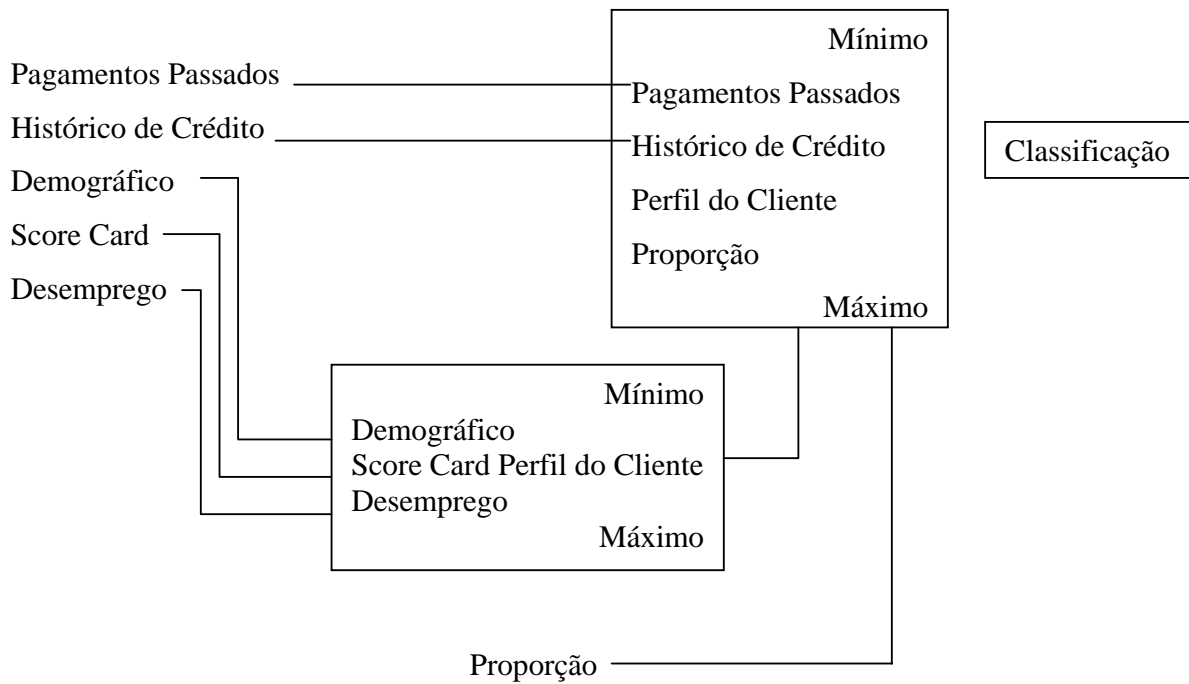 Pagamentos Passados
Histórico de Crédito
Demográfico
Score Card
Desemprego
Mínimo
Pagamentos Passados
Histórico de Crédito
Perfil do Cliente
Proporção
Máximo
Classificação
Mínimo
Demográfico
Score Card Perfil do Cliente
Desemprego
Máximo
Proporção